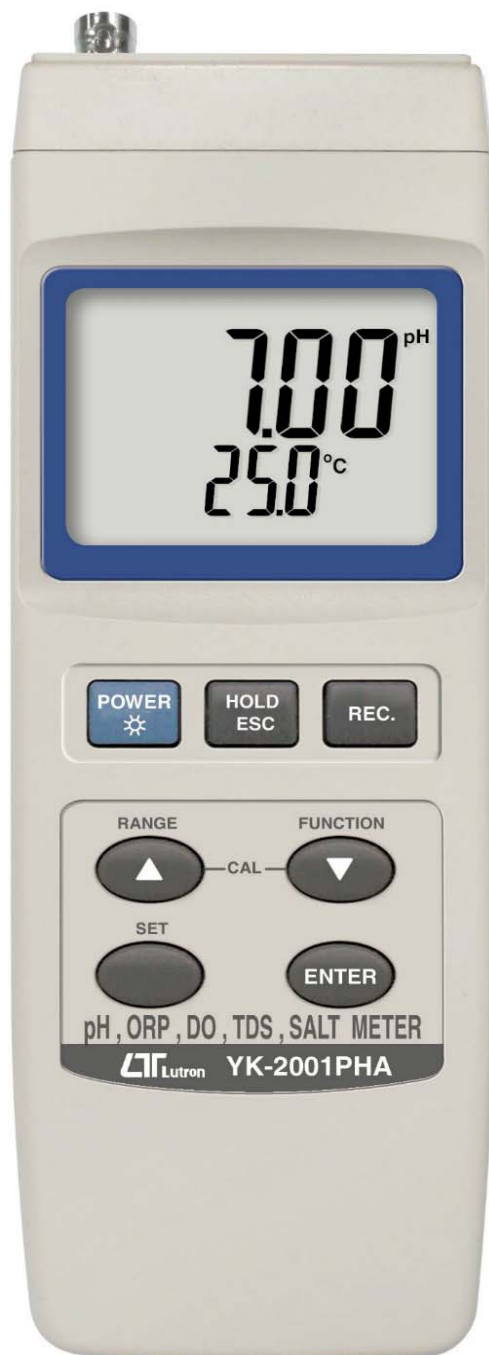 7.00 pH
25.0 °C
POWER
HOLD
ESC
REC.
RANGE FUNCTION
CAL
SET
ENTER
pH , ORP , DO , TDS , SALT METER
Lutron YK-2001PHA